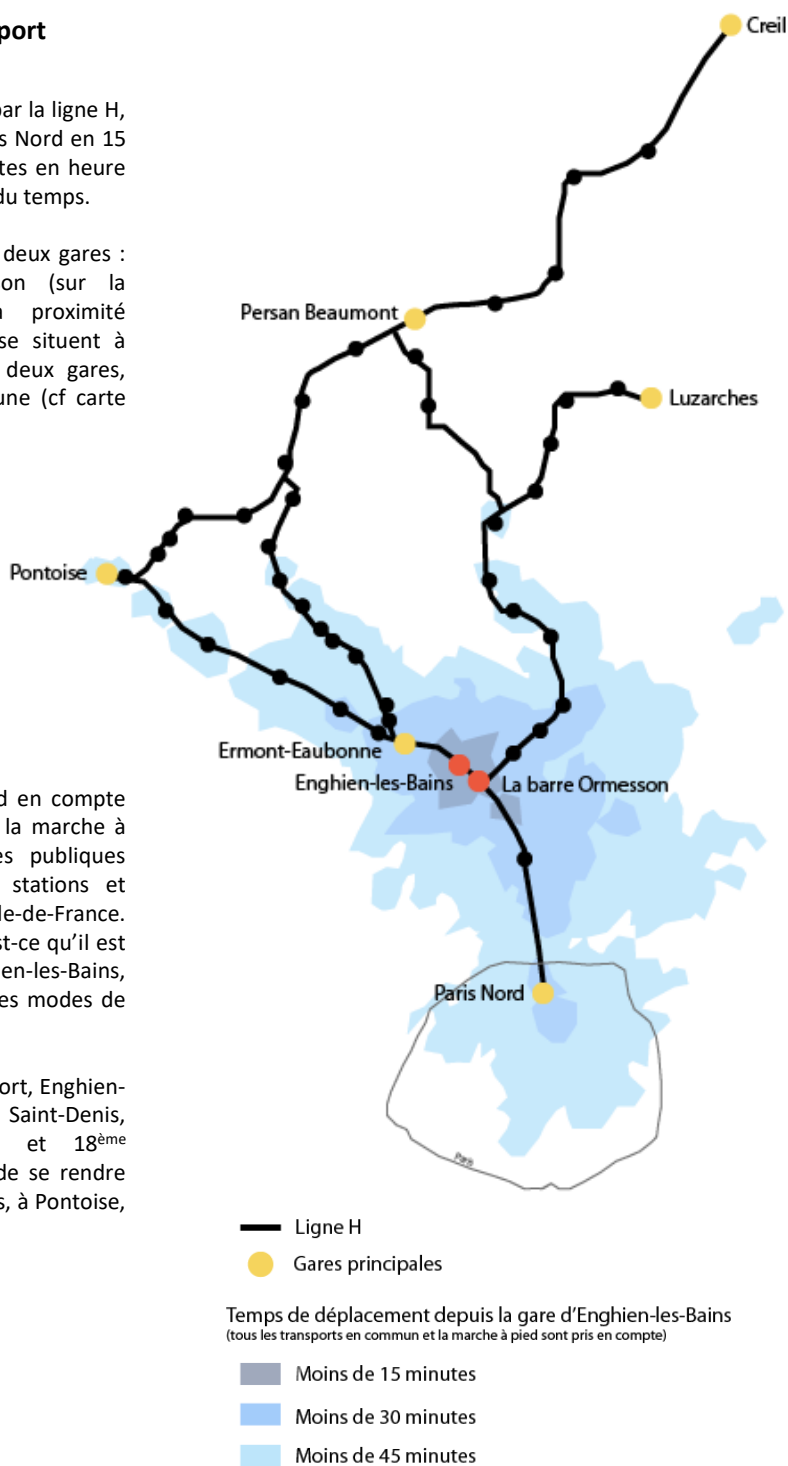 port
par la ligne H,
s Nord en 15
tes en heure
du temps.
deux gares :
on (sur la
a proximité
se situent à
deux gares,
une (cf carte
d en compte
la marche à
es publiques
stations et
le-de-France.
st-ce qu'il est
ien-les-Bains,
es modes de
ort, Enghien-
Saint-Denis,
et 18ème
de se rendre
s, à Pontoise,
Creil
Persan Beaumont
Luzarches
Pontoise
Ermont-Eaubonne
Enghien-les-Bains
La barre Ormesson
Paris Nord
Paris
Ligne H
Gares principales
Temps de déplacement depuis la gare d'Enghien-les-Bains
(tous les transports en commun et la marche à pied sont pris en compte)
Moins de 15 minutes
Moins de 30 minutes
Moins de 45 minutes